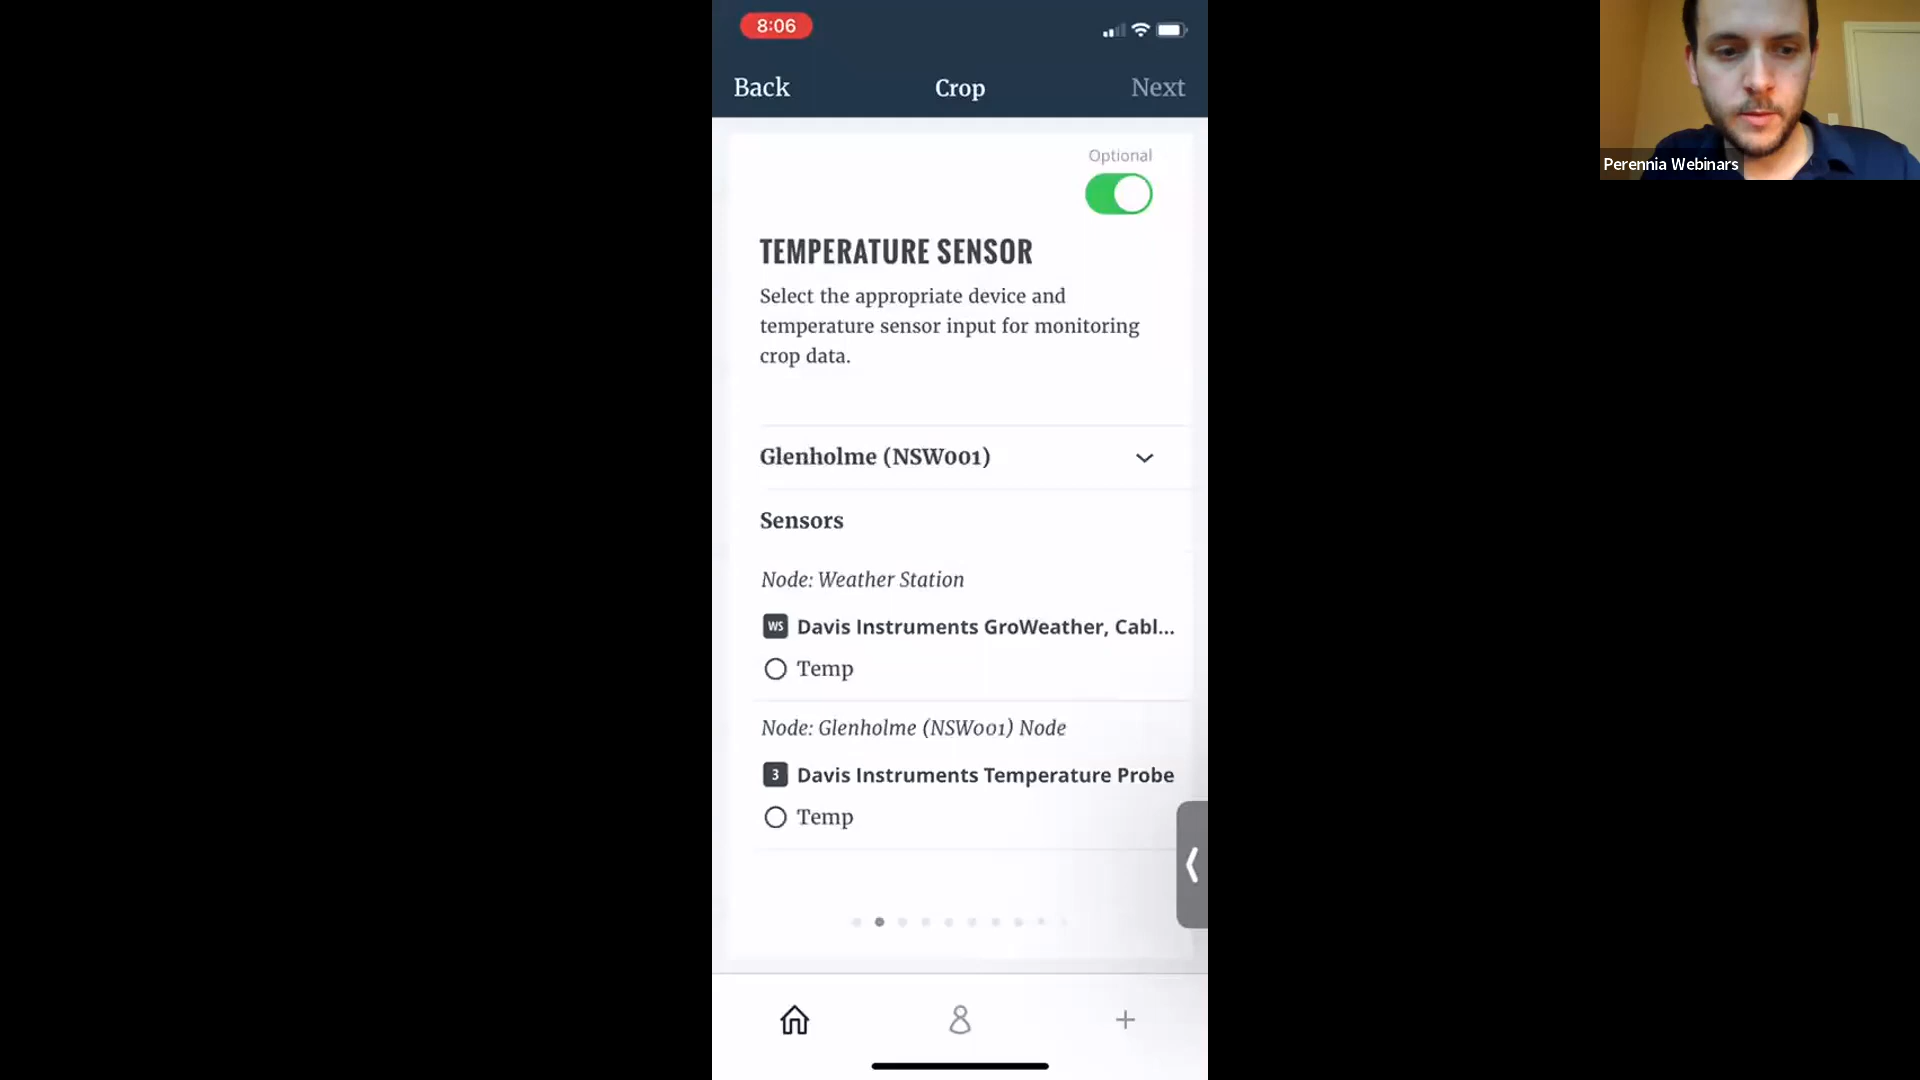 8:06
Back
Crop
Next
Optional
TEMPERATURE SENSOR
Select the appropriate device and
temperature sensor input for monitoring
crop data.
Glenholme (NSW001)
Sensors
Node: Weather Station
WS Davis Instruments GroWeather, Cabl...
Temp
Node: Glenholme (NSW001) Node
3 Davis Instruments Temperature Probe
Temp
Perennia Webinars